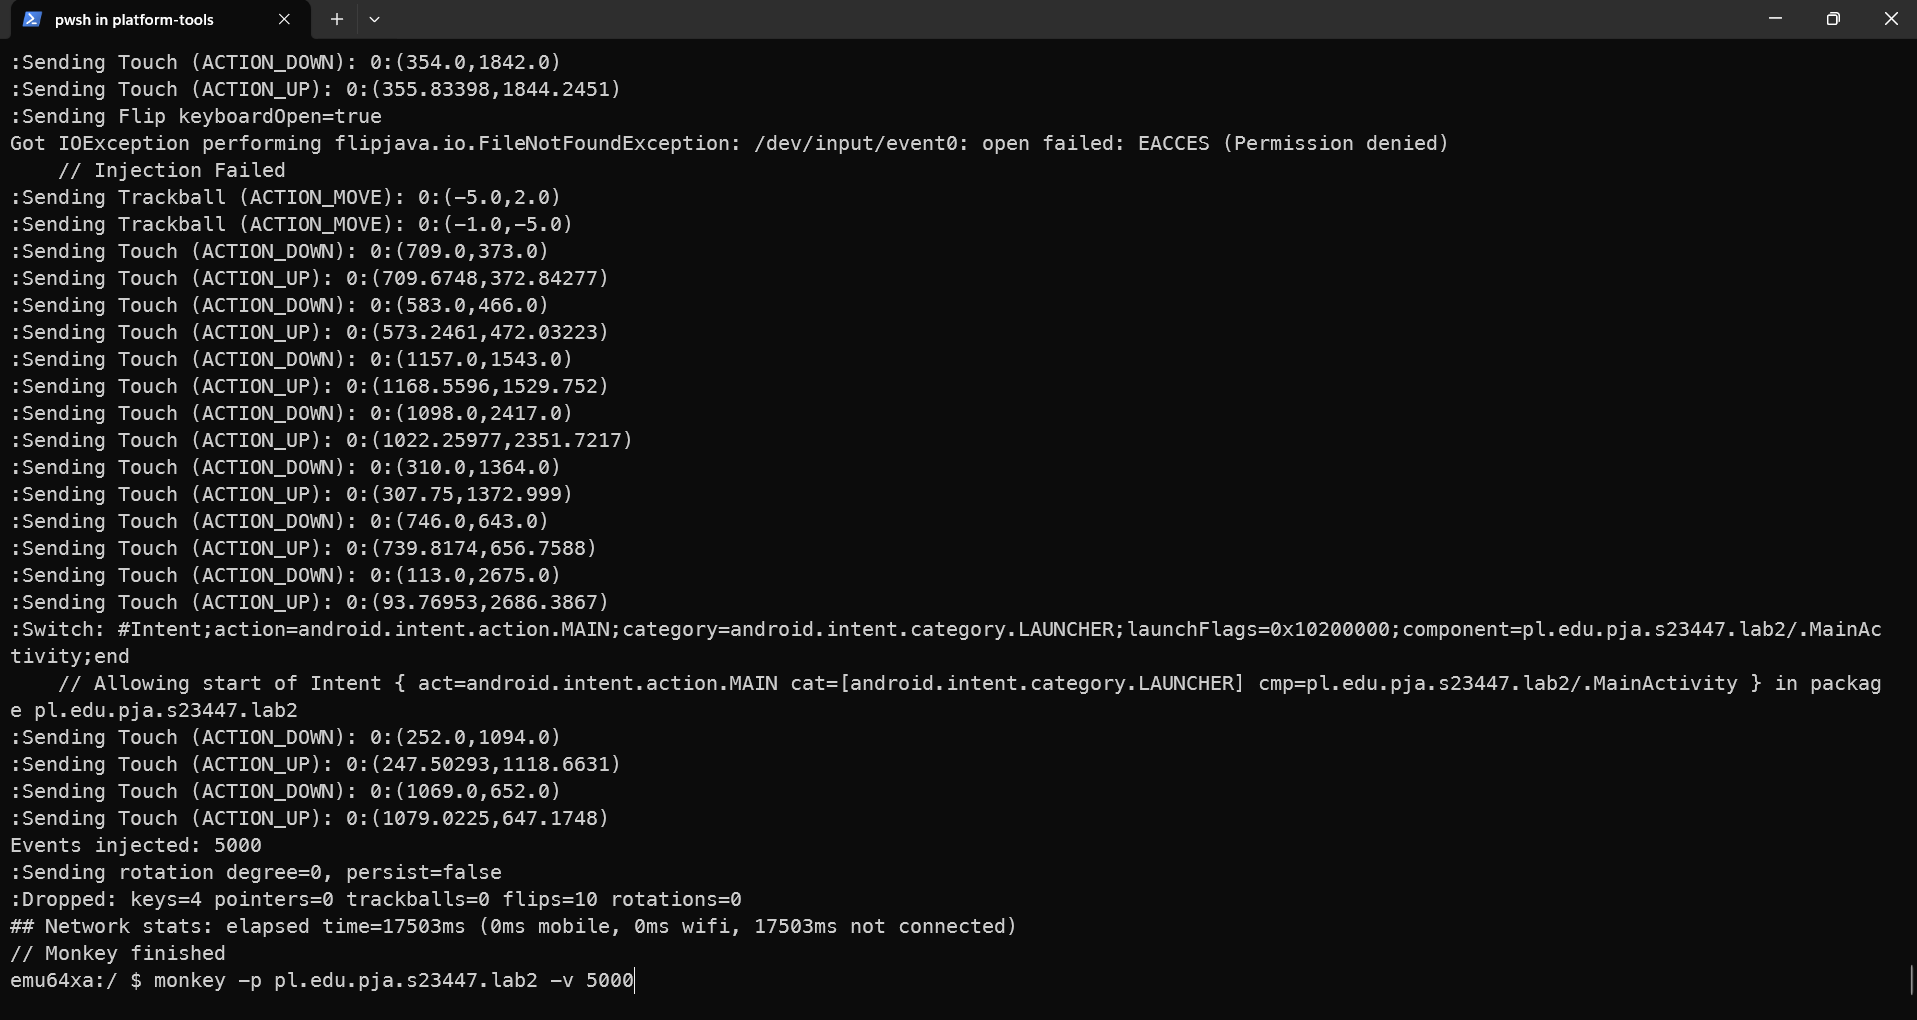 pwsh in platform-tools
:Sending Touch (ACTION_DOWN): 0:(354.0,1842.0)
:Sending Touch (ACTION_UP): 0:(355.83398,1844.2451)
:Sending Flip keyboardOpen=true
Got IOException performing flipjava.io.FileNotFoundException: /dev/input/event0: open failed: EACCES (Permission denied)
    // Injection Failed
:Sending Trackball (ACTION_MOVE): 0:(-5.0,2.0)
:Sending Trackball (ACTION_MOVE): 0:(-1.0,-5.0)
:Sending Touch (ACTION_DOWN): 0:(709.0,373.0)
:Sending Touch (ACTION_UP): 0:(709.6748,372.84277)
:Sending Touch (ACTION_DOWN): 0:(583.0,466.0)
:Sending Touch (ACTION_UP): 0:(573.2461,472.03223)
:Sending Touch (ACTION_DOWN): 0:(1157.0,1543.0)
:Sending Touch (ACTION_UP): 0:(1168.5596,1529.752)
:Sending Touch (ACTION_DOWN): 0:(1098.0,2417.0)
:Sending Touch (ACTION_UP): 0:(1022.25977,2351.7217)
:Sending Touch (ACTION_DOWN): 0:(310.0,1364.0)
:Sending Touch (ACTION_UP): 0:(307.75,1372.999)
:Sending Touch (ACTION_DOWN): 0:(746.0,643.0)
:Sending Touch (ACTION_UP): 0:(739.8174,656.7588)
:Sending Touch (ACTION_DOWN): 0:(113.0,2675.0)
:Sending Touch (ACTION_UP): 0:(93.76953,2686.3867)
:Switch: #Intent;action=android.intent.action.MAIN;category=android.intent.category.LAUNCHER;launchFlags=0x10200000;component=pl.edu.pja.s23447.lab2/.MainAc
tivity;end
    // Allowing start of Intent { act=android.intent.action.MAIN cat=[android.intent.category.LAUNCHER] cmp=pl.edu.pja.s23447.lab2/.MainActivity } in packag
e pl.edu.pja.s23447.lab2
:Sending Touch (ACTION_DOWN): 0:(252.0,1094.0)
:Sending Touch (ACTION_UP): 0:(247.50293,1118.6631)
:Sending Touch (ACTION_DOWN): 0:(1069.0,652.0)
:Sending Touch (ACTION_UP): 0:(1079.0225,647.1748)
Events injected: 5000
:Sending rotation degree=0, persist=false
:Dropped: keys=4 pointers=0 trackballs=0 flips=10 rotations=0
## Network stats: elapsed time=17503ms (0ms mobile, 0ms wifi, 17503ms not connected)
// Monkey finished
emu64xa:/ $ monkey -p pl.edu.pja.s23447.lab2 -v 5000